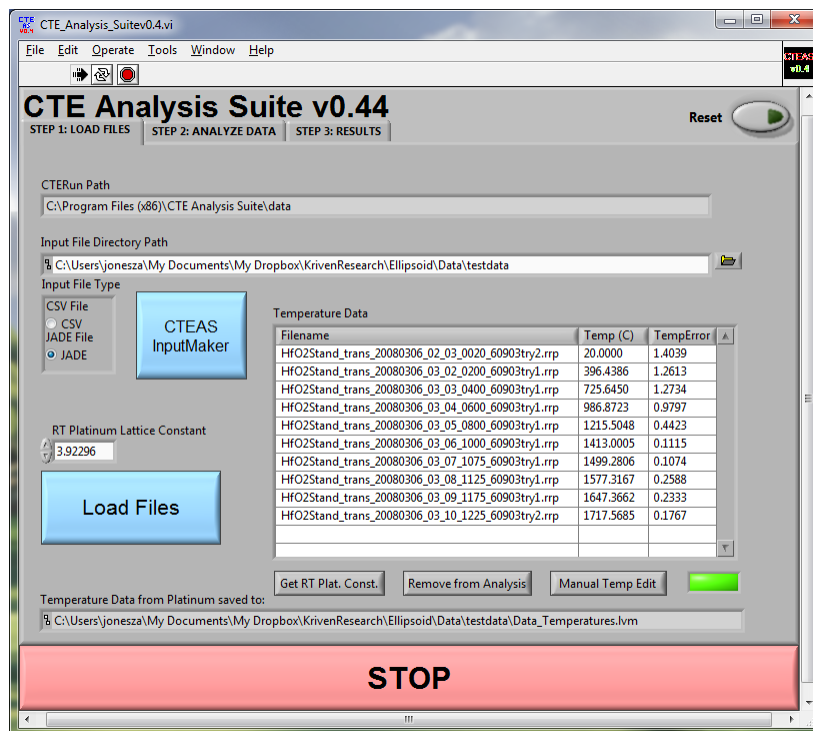 CTE_Analysis_Suitev0.4.vi
File Edit Operate Tools Window Help
CTEAS
v0.4
CTE Analysis Suite v0.44
STEP 1: LOAD FILES STEP 2: ANALYZE DATA STEP 3: RESULTS
Reset
CTERun Path
C:\Program Files (x86)\CTE Analysis Suite\data
Input File Directory Path
C:\Users\jonesza\My Documents\My Dropbox\KrivenResearch\Ellipsoid\Data\testdata
Input File Type
CSV File
CSV
JADE File
JADE
CTEAS
InputMaker
Temperature Data
Filename Temp (C) TempError
HfO2Stand_trans_20080306_02_03_0020_60903try2.rrp 20.0000 1.4039
HfO2Stand_trans_20080306_03_02_0200_60903try1.rrp 396.4386 1.2613
HfO2Stand_trans_20080306_03_03_0400_60903try1.rrp 725.6450 1.2734
HfO2Stand_trans_20080306_03_04_0600_60903try1.rrp 986.8723 0.9797
HfO2Stand_trans_20080306_03_05_0800_60903try1.rrp 1215.5048 0.4423
HfO2Stand_trans_20080306_03_06_1000_60903try1.rrp 1413.0005 0.1115
HfO2Stand_trans_20080306_03_07_1075_60903try1.rrp 1499.2806 0.1074
HfO2Stand_trans_20080306_03_08_1125_60903try1.rrp 1577.3167 0.2588
HfO2Stand_trans_20080306_03_09_1175_60903try1.rrp 1647.3662 0.2333
HfO2Stand_trans_20080306_03_10_1225_60903try2.rrp 1717.5685 0.1767
RT Platinum Lattice Constant
3.92296
Load Files
Get RT Plat. Const. Remove from Analysis Manual Temp Edit
Temperature Data from Platinum saved to:
C:\Users\jonesza\My Documents\My Dropbox\KrivenResearch\Ellipsoid\Data\testdata\Data_Temperatures.lvm
STOP